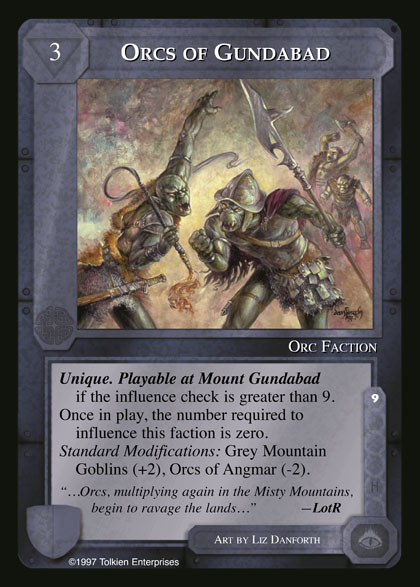 3
ORCS OF GUNDABAD
ORC FACTION
Unique. Playable at Mount Gundabad
if the influence check is greater than 9.
Once in play, the number required to
influence this faction is zero.
Standard Modifications: Grey Mountain
Goblins (+2), Orcs of Angmar (-2).
“…Orcs, multiplying again in the Misty Mountains,
begin to ravage the lands…” –LotR
9
H
ART BY LIZ DANFORTH
©1997 Tolkien Enterprises